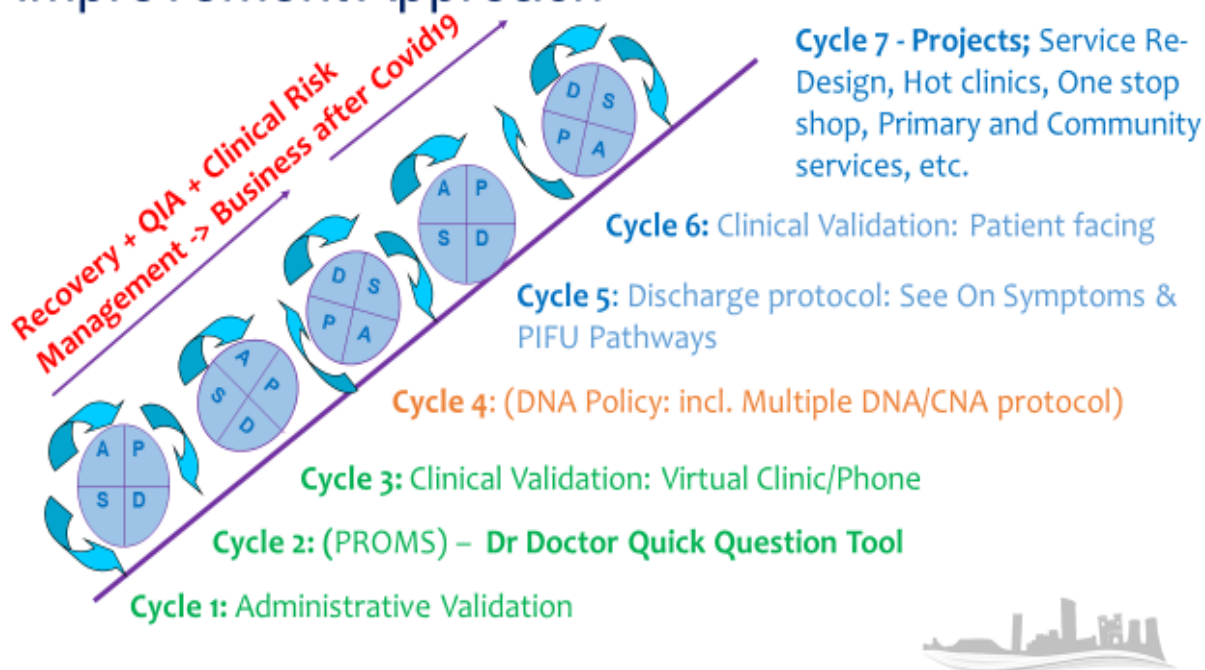 Improvement Approach
Recovery + QIA + Clinical Risk
Management -> Business after Covid19
Cycle 7 - Projects; Service Re-
Design, Hot clinics, One stop
shop, Primary and Community
services, etc.
Cycle 6: Clinical Validation: Patient facing
Cycle 5: Discharge protocol: See On Symptoms &
PIFU Pathways
Cycle 4: (DNA Policy: incl. Multiple DNA/CNA protocol)
Cycle 3: Clinical Validation: Virtual Clinic/Phone
Cycle 2: (PROMS) – Dr Doctor Quick Question Tool
Cycle 1: Administrative Validation
D S
P A
A P
S D
D S
P A
A P
S D
A P
S D